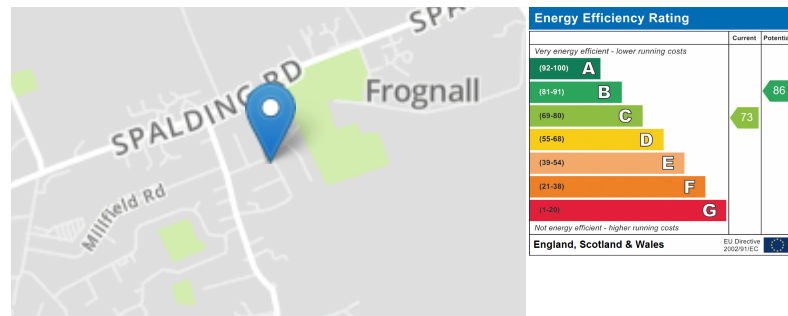 SPA
SPALDING RD
Frognall
Millfield Rd
Energy Efficiency Rating
Current Potentia
Very energy efficient - lower running costs
(92-100) A
(81-91) B
86
(69-80) C
73
(55-68) D
(39-54) E
(21-38) F
(1-20) G
Not energy efficient - higher running costs
England, Scotland & Wales
EU Directive
2002/91/EC